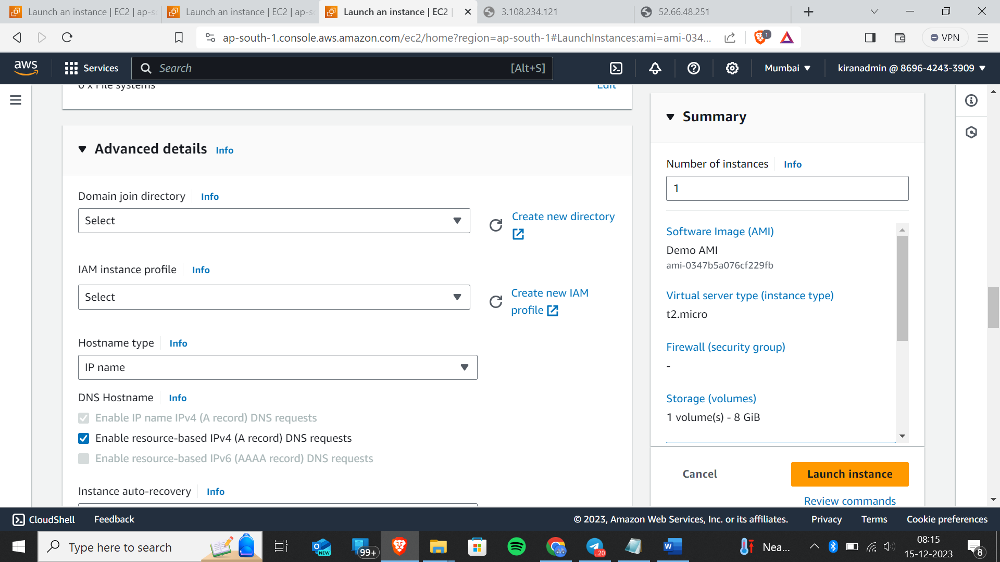 Launch an instance | EC2 | ap-so
Launch an instance | EC2 | ap-so
Launch an instance | EC2 |
3.108.234.121
52.66.48.251
ap-south-1.console.aws.amazon.com/ec2/home?region=ap-south-1#LaunchInstances:ami=ami-034...
1
VPN
aws
Services
Search
[Alt+S]
Mumbai
kiranadmin @ 8696-4243-3909
0 x File systems
Edit
Advanced details
Info
Domain join directory
Info
Select
Create new directory
IAM instance profile
Info
Select
Create new IAM
profile
Hostname type
Info
IP name
DNS Hostname
Info
Enable IP name IPv4 (A record) DNS requests
Enable resource-based IPv4 (A record) DNS requests
Enable resource-based IPv6 (AAAA record) DNS requests
Instance auto-recovery
Info
Summary
Number of instances
Info
1
Software Image (AMI)
Demo AMI
ami-0347b5a076cf229fb
Virtual server type (instance type)
t2.micro
Firewall (security group)
-
Storage (volumes)
1 volume(s) - 8 GiB
Cancel
Launch instance
Review commands
CloudShell
Feedback
© 2023, Amazon Web Services, Inc. or its affiliates.
Privacy
Terms
Cookie preferences
Type here to search
NEW
99+
..20
W
Nea...
08:15
15-12-2023
8